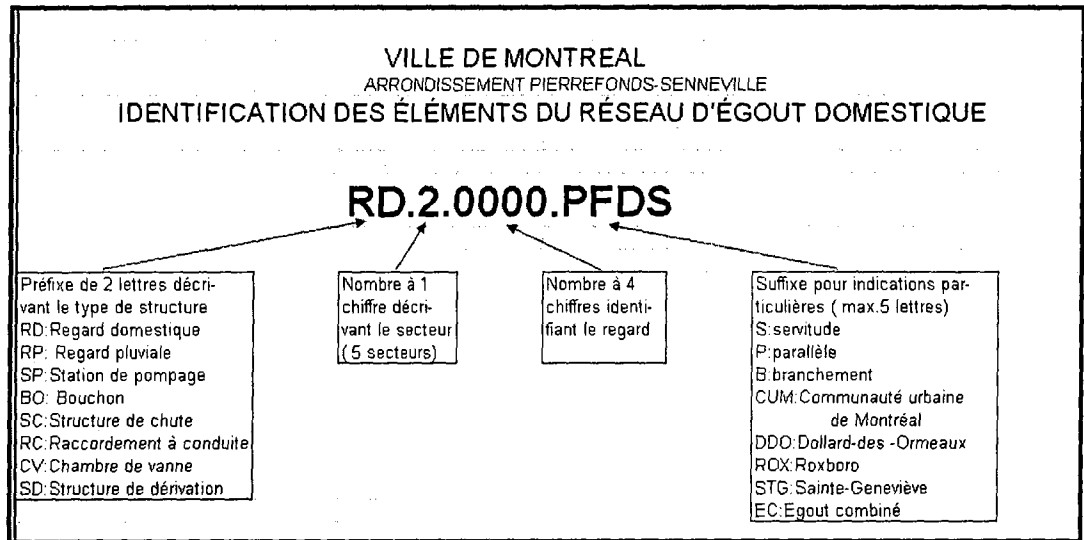 VILLE DE MONTREAL
ARRONDISSEMENT PIERREFONDS-SENNEVILLE
IDENTIFICATION DES ÉLÉMENTS DU RÉSEAU D'ÉGOUT DOMESTIQUE
RD.2.0000.PFDS
Préfixe de 2 lettres décri-
vant le type de structure
RD:Regard domestique
RP: Regard pluviale
SP:Station de pompage
BO: Bouchon
SC:Structure de chute
RC:Raccordement à conduite
CV:Chambre de vanne
SD:Structure de dérivation
Nombre à 1
chiffre décri-
vant le secteur
( 5 secteurs)
Nombre à 4
chiffres identi-
fiant le regard
Suffixe pour indications par-
ticulières ( max.5 lettres)
S:servitude
P:parallèle
B:branchement
CUM:Communauté urbaine
de Montréal
DDO:Dollard-des -Ormeaux
ROX:Roxboro
STG:Sainte-Geneviève
EC:Egout combiné